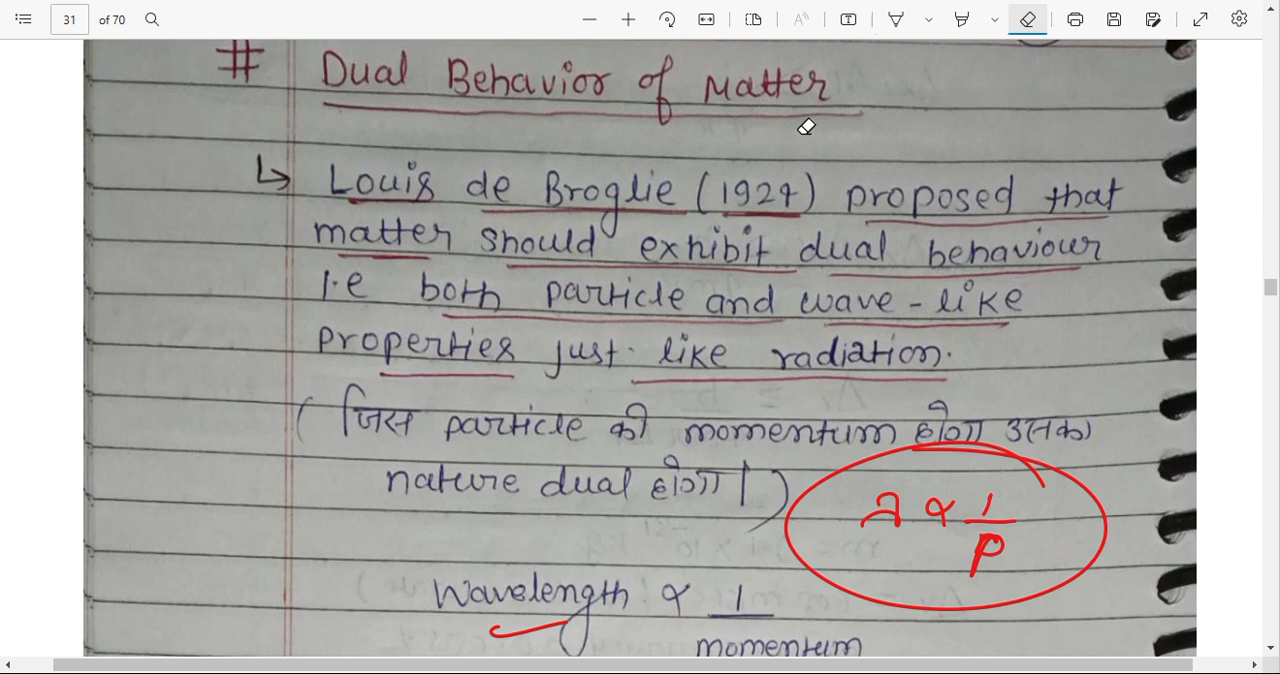 31 of 70
# Dual Behavior of Matter
↳ Louis de Broglie (1924) proposed that
matter should exhibit dual behaviour
i.e both particle and wave-like
properties just like radiation.
( जिस particle की momentum होगा उसका
nature dual होगा| )
λ ∝ 1/p
Wavelength ∝ 1
momentum